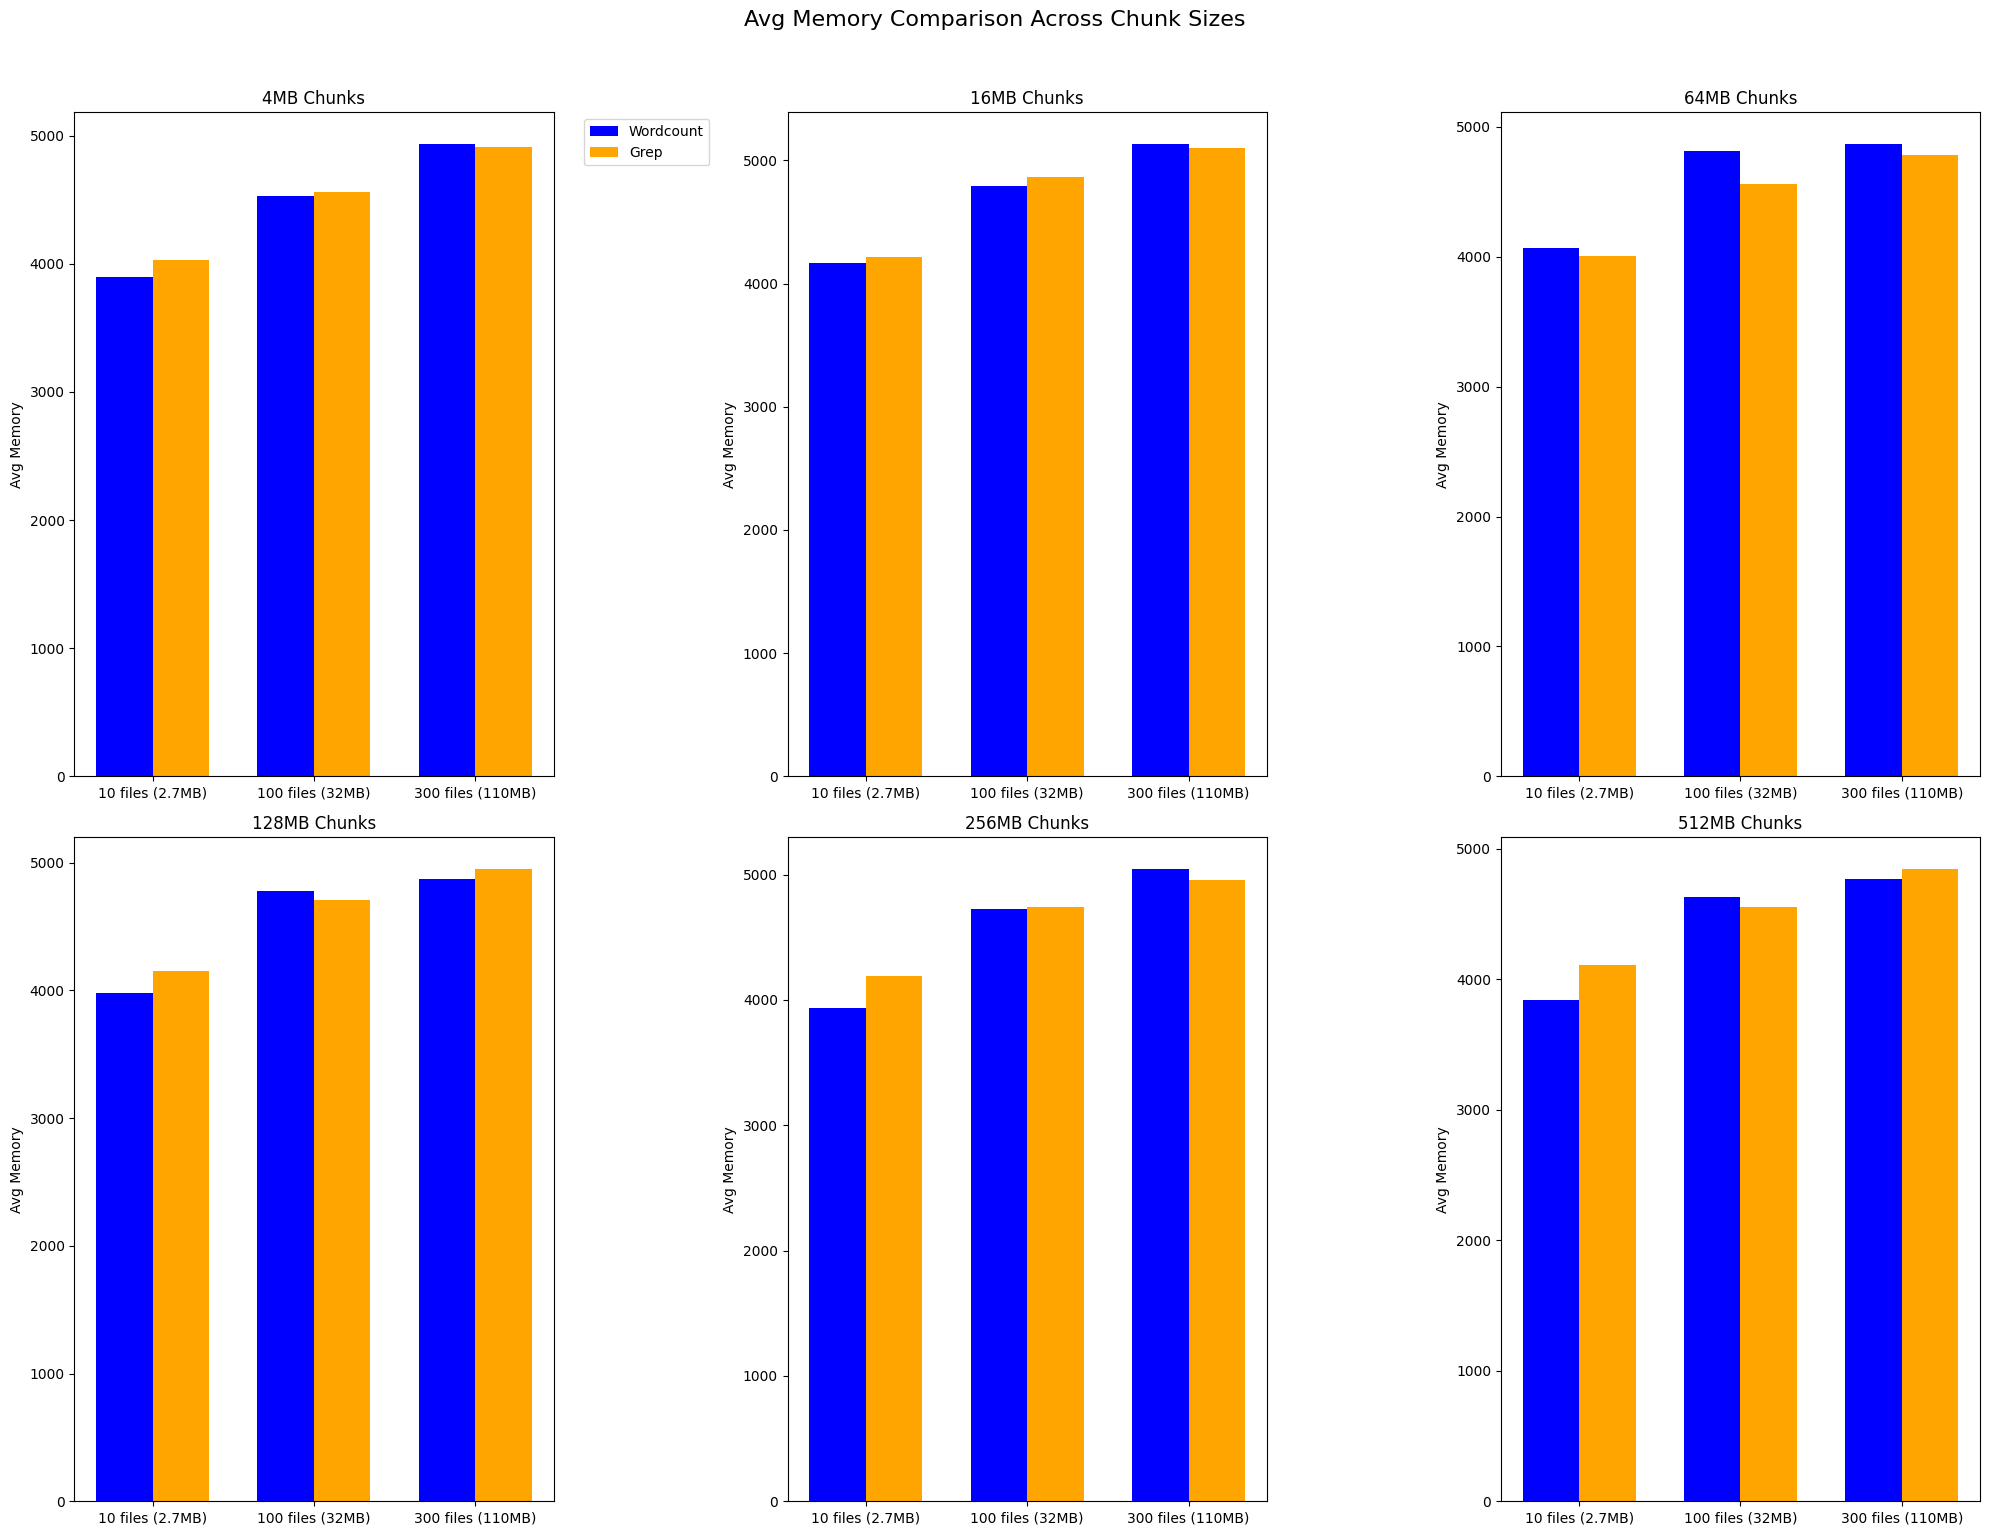 Avg Memory Comparison Across Chunk Sizes
4MB Chunks
Avg Memory
5000
4000
3000
2000
1000
0
10 files (2.7MB) 100 files (32MB) 300 files (110MB)
Wordcount
Grep
16MB Chunks
Avg Memory
5000
4000
3000
2000
1000
0
10 files (2.7MB) 100 files (32MB) 300 files (110MB)
64MB Chunks
Avg Memory
5000
4000
3000
2000
1000
0
10 files (2.7MB) 100 files (32MB) 300 files (110MB)
128MB Chunks
Avg Memory
5000
4000
3000
2000
1000
0
10 files (2.7MB) 100 files (32MB) 300 files (110MB)
256MB Chunks
Avg Memory
5000
4000
3000
2000
1000
0
10 files (2.7MB) 100 files (32MB) 300 files (110MB)
512MB Chunks
Avg Memory
5000
4000
3000
2000
1000
0
10 files (2.7MB) 100 files (32MB) 300 files (110MB)